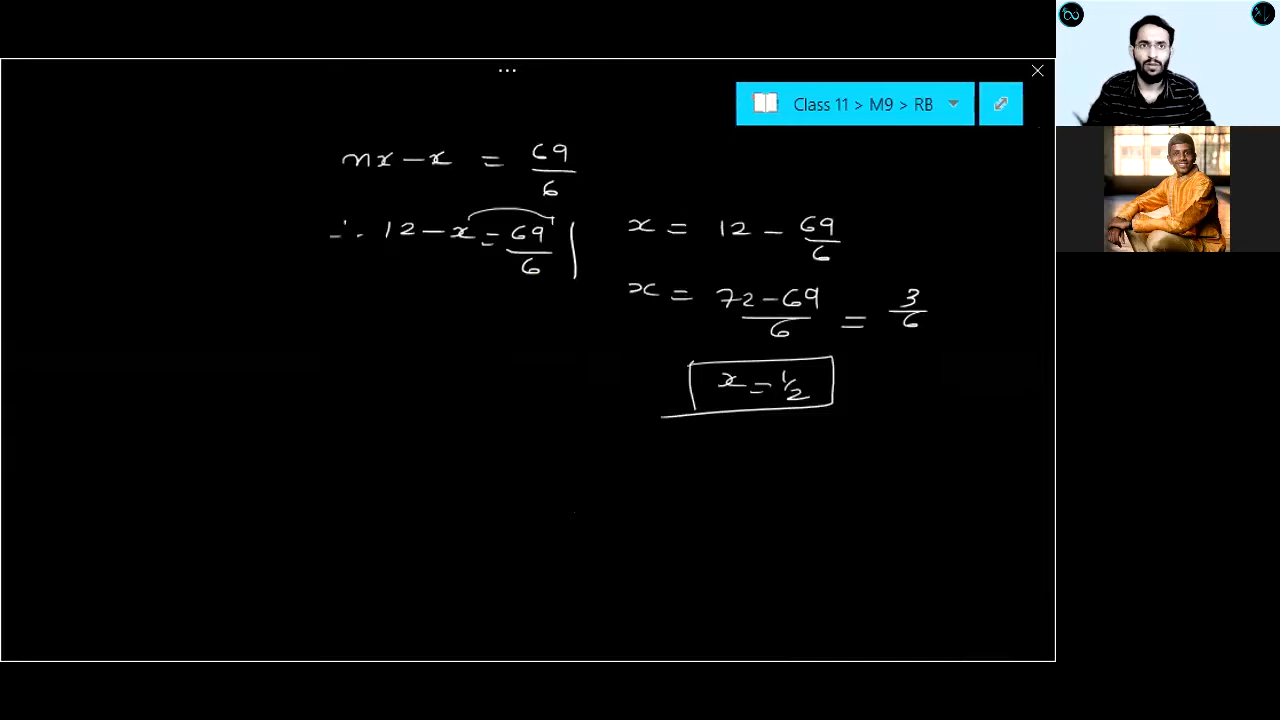 Class 11 > M9 > RB
nx - x = 69/6
∴ 12 - x = 69/6
x = 12 - 69/6
x = 72 - 69/6 = 3/6
x = 1/2